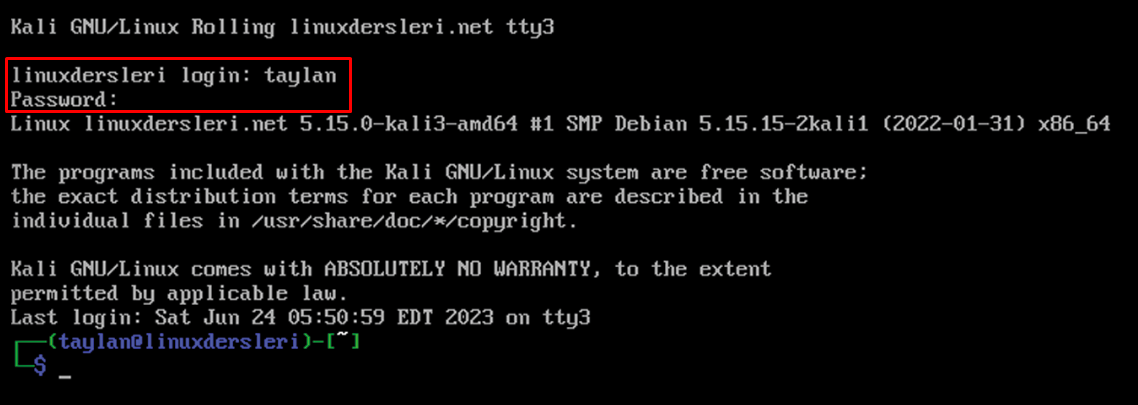 Kali GNU/Linux Rolling linuxdersleri.net tty3
linuxdersleri login: taylan
Password:
Linux linuxdersleri.net 5.15.0-kali3-amd64 #1 SMP Debian 5.15.15-2kali1 (2022-01-31) x86_64
The programs included with the Kali GNU/Linux system are free software;
the exact distribution terms for each program are described in the
individual files in /usr/share/doc/*/copyright.
Kali GNU/Linux comes with ABSOLUTELY NO WARRANTY, to the extent
permitted by applicable law.
Last login: Sat Jun 24 05:50:59 EDT 2023 on tty3
┌──(taylan@linuxdersleri)-[~]
└─$ _